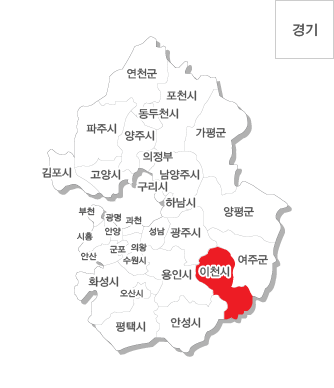 경기
연천군
포천시
동두천시
파주시
양주시
가평군
의정부
김포시
고양시
남양주시
구리시
하남시
부천
광명
과천
양평군
시흥
안양
성남
광주시
군포
의왕
안산
수원시
여주군
용인시
이천시
화성시
오산시
평택시
안성시